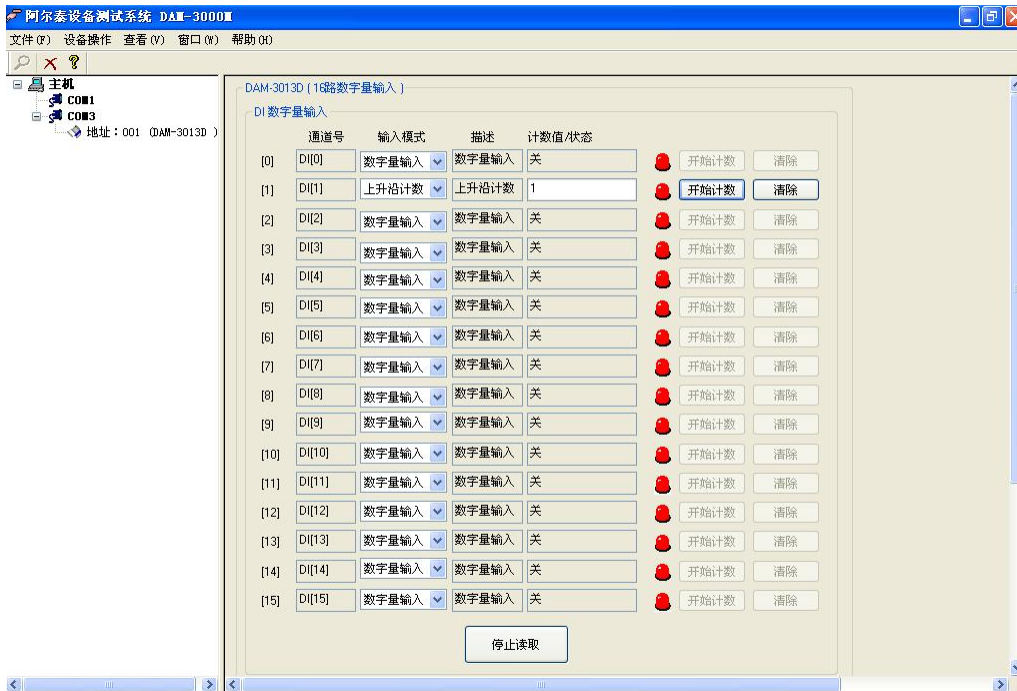 阿尔泰设备测试系统 DAM-3000M
文件(F) 设备操作 查看(V) 窗口(W) 帮助(H)
主机
COM1
COM3
地址：001 (DAM-3013D )
DAM-3013D ( 16路数字量输入 )
DI 数字量输入
通道号 输入模式 描述 计数值/状态
[0] DI[0] 数字量输入 数字量输入 关 开始计数 清除
[1] DI[1] 上升沿计数 上升沿计数 1 开始计数 清除
[2] DI[2] 数字量输入 数字量输入 关 开始计数 清除
[3] DI[3] 数字量输入 数字量输入 关 开始计数 清除
[4] DI[4] 数字量输入 数字量输入 关 开始计数 清除
[5] DI[5] 数字量输入 数字量输入 关 开始计数 清除
[6] DI[6] 数字量输入 数字量输入 关 开始计数 清除
[7] DI[7] 数字量输入 数字量输入 关 开始计数 清除
[8] DI[8] 数字量输入 数字量输入 关 开始计数 清除
[9] DI[9] 数字量输入 数字量输入 关 开始计数 清除
[10] DI[10] 数字量输入 数字量输入 关 开始计数 清除
[11] DI[11] 数字量输入 数字量输入 关 开始计数 清除
[12] DI[12] 数字量输入 数字量输入 关 开始计数 清除
[13] DI[13] 数字量输入 数字量输入 关 开始计数 清除
[14] DI[14] 数字量输入 数字量输入 关 开始计数 清除
[15] DI[15] 数字量输入 数字量输入 关 开始计数 清除
停止读取